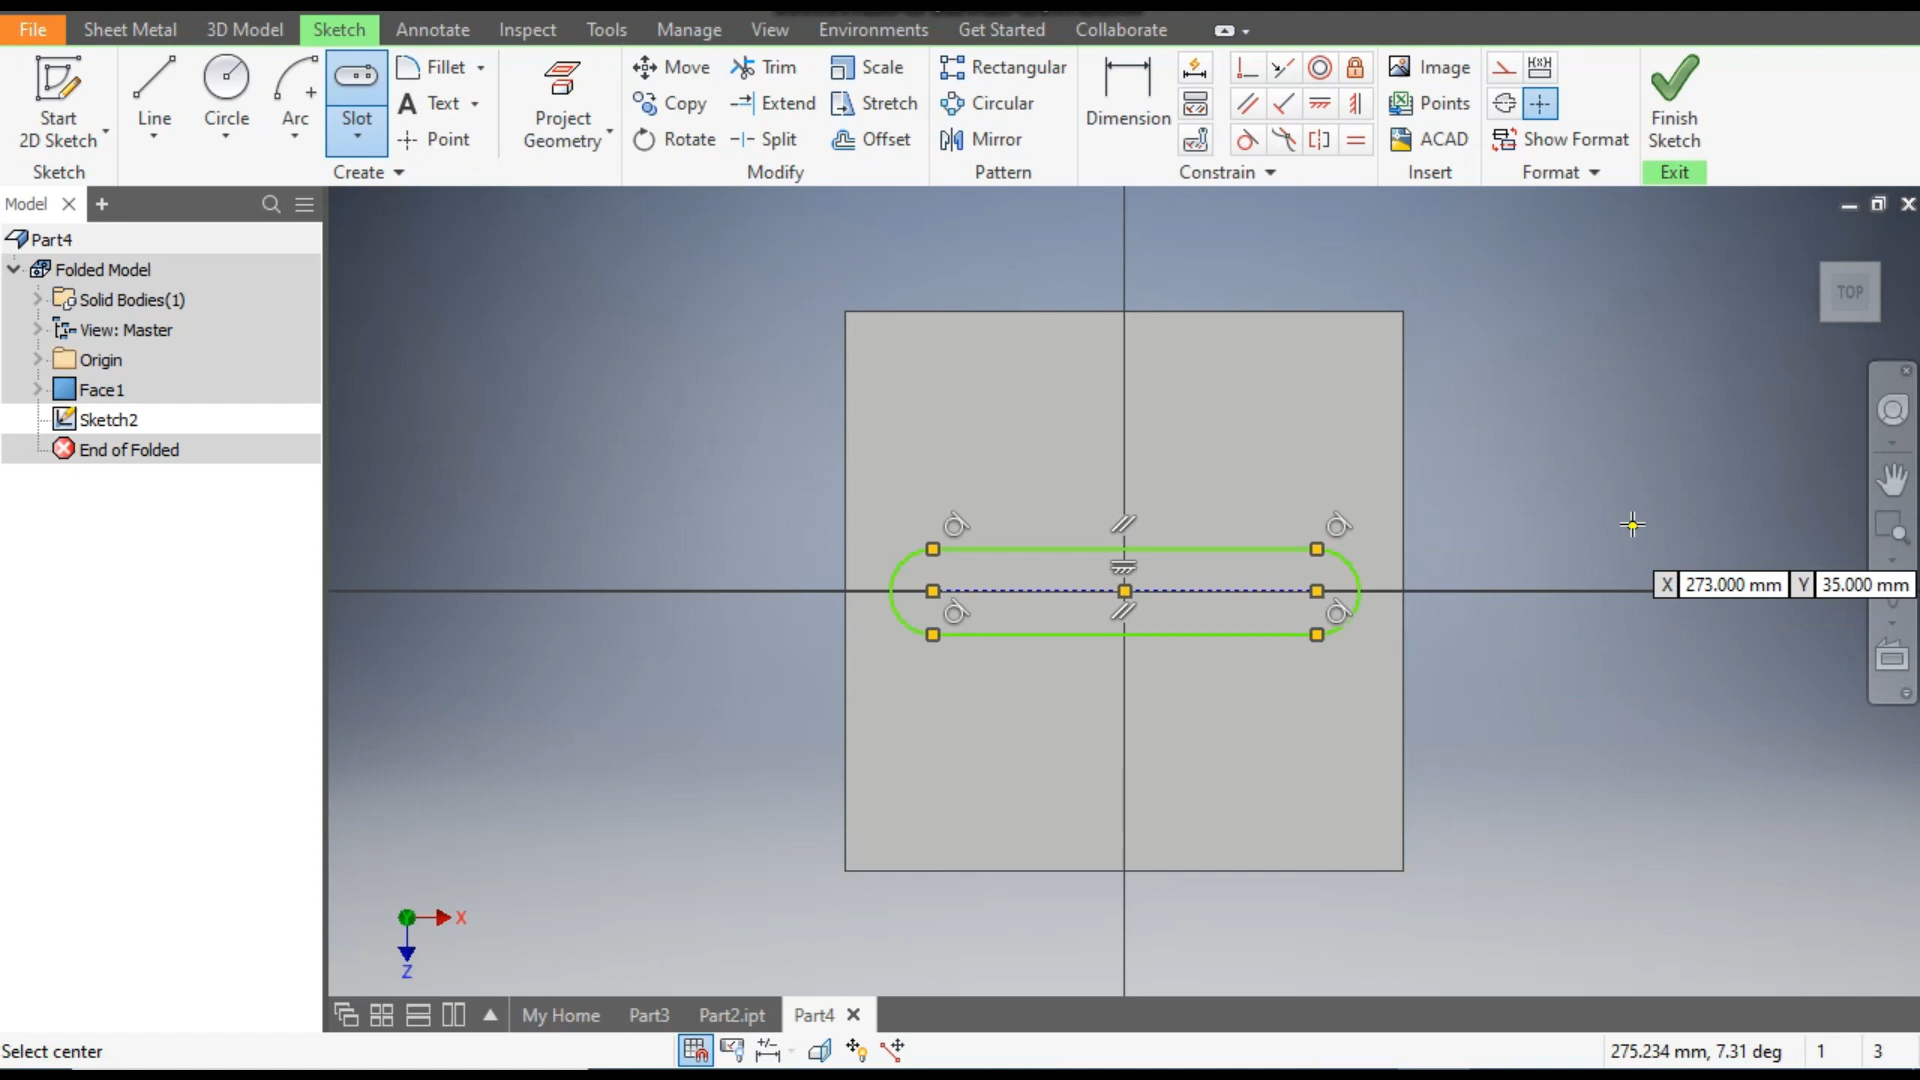 File Sheet Metal 3D Model Sketch Annotate Inspect Tools Manage View Environments Get Started Collaborate
Start
2D Sketch
Line
Circle
Arc
Slot
Fillet
Text
Point
Project
Geometry
Move
Copy
Rotate
Trim
Extend
Split
Scale
Stretch
Offset
Rectangular
Circular
Mirror
Dimension
Image
Points
ACAD
Show Format
Finish
Sketch
Sketch Create Modify Pattern Constrain Insert Format Exit
Model
Part4
Folded Model
Solid Bodies(1)
View: Master
Origin
Face1
Sketch2
End of Folded
TOP
X 273.000 mm Y 35.000 mm
X
Z
My Home Part3 Part2.ipt Part4
Select center
275.234 mm, 7.31 deg 1 3